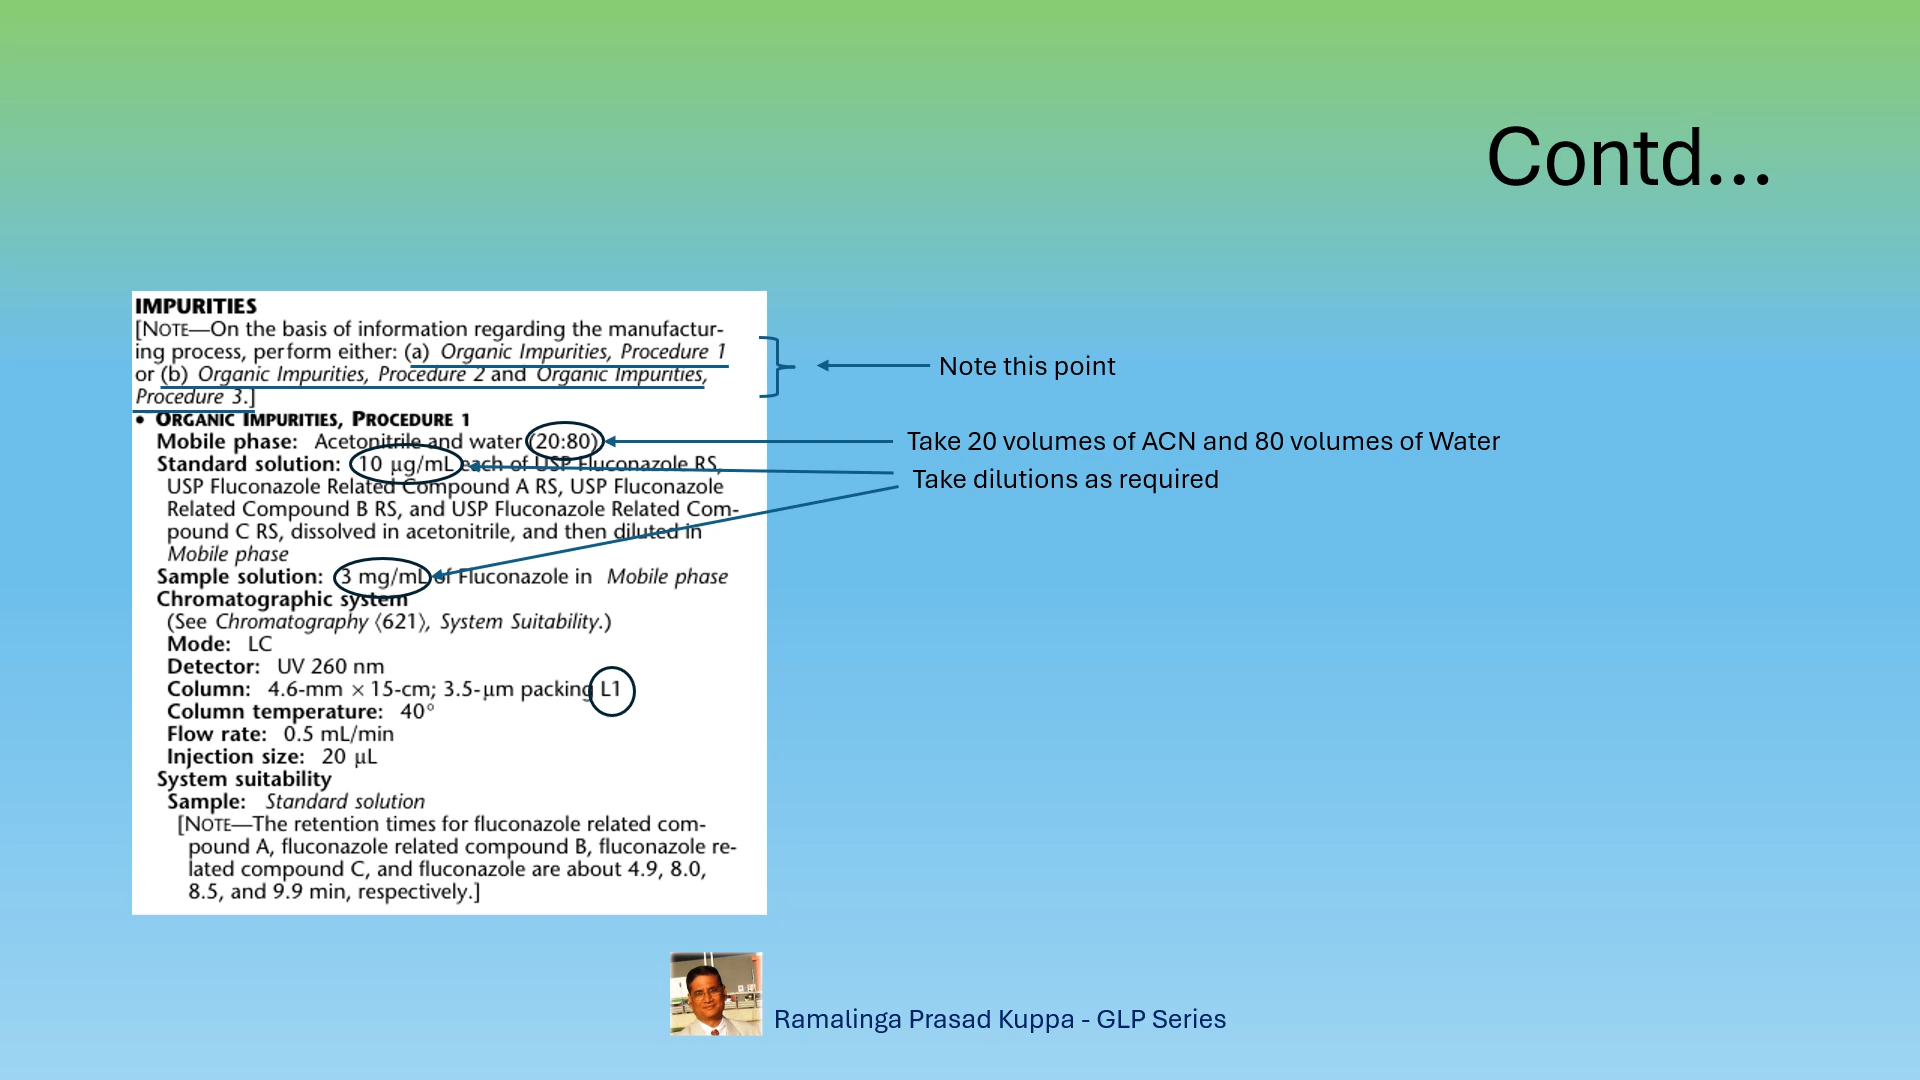 Contd...
IMPURITIES
[NOTE—On the basis of information regarding the manufactur-
ing process, perform either: (a) Organic Impurities, Procedure 1
or (b) Organic Impurities, Procedure 2 and Organic Impurities,
Procedure 3.]
Note this point
• ORGANIC IMPURITIES, PROCEDURE 1
Mobile phase: Acetonitrile and water (20:80)
Take 20 volumes of ACN and 80 volumes of Water
Standard solution: 10 µg/mL each of USP Fluconazole RS,
Take dilutions as required
USP Fluconazole Related Compound A RS, USP Fluconazole
Related Compound B RS, and USP Fluconazole Related Com-
pound C RS, dissolved in acetonitrile, and then diluted in
Mobile phase
Sample solution: 3 mg/mL of Fluconazole in Mobile phase
Chromatographic system
(See Chromatography ⟨621⟩, System Suitability.)
Mode: LC
Detector: UV 260 nm
Column: 4.6-mm × 15-cm; 3.5-µm packing L1
Column temperature: 40°
Flow rate: 0.5 mL/min
Injection size: 20 µL
System suitability
Sample: Standard solution
[NOTE—The retention times for fluconazole related com-
pound A, fluconazole related compound B, fluconazole re-
lated compound C, and fluconazole are about 4.9, 8.0,
8.5, and 9.9 min, respectively.]
Ramalinga Prasad Kuppa - GLP Series